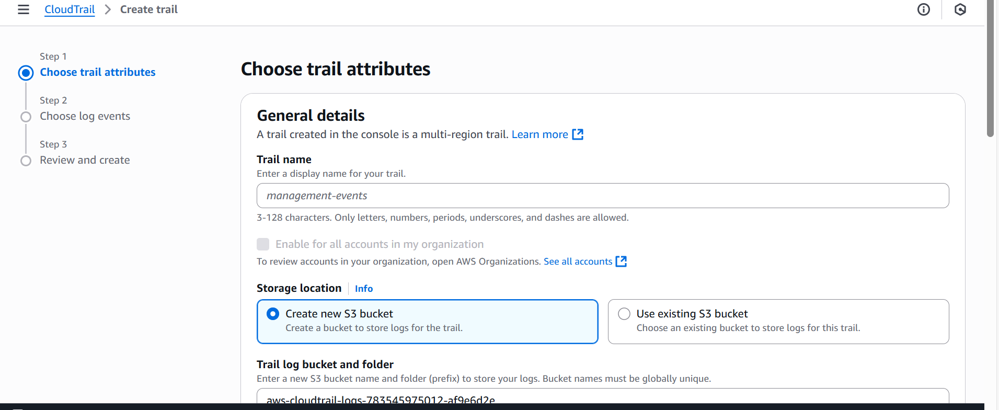 CloudTrail > Create trail
Step 1
Choose trail attributes
Step 2
Choose log events
Step 3
Review and create
Choose trail attributes
General details
A trail created in the console is a multi-region trail. Learn more
Trail name
Enter a display name for your trail.
management-events
3-128 characters. Only letters, numbers, periods, underscores, and dashes are allowed.
Enable for all accounts in my organization
To review accounts in your organization, open AWS Organizations. See all accounts
Storage location Info
Create new S3 bucket
Create a bucket to store logs for the trail.
Use existing S3 bucket
Choose an existing bucket to store logs for this trail.
Trail log bucket and folder
Enter a new S3 bucket name and folder (prefix) to store your logs. Bucket names must be globally unique.
aws-cloudtrail-logs-783545975012-af9e6d2e